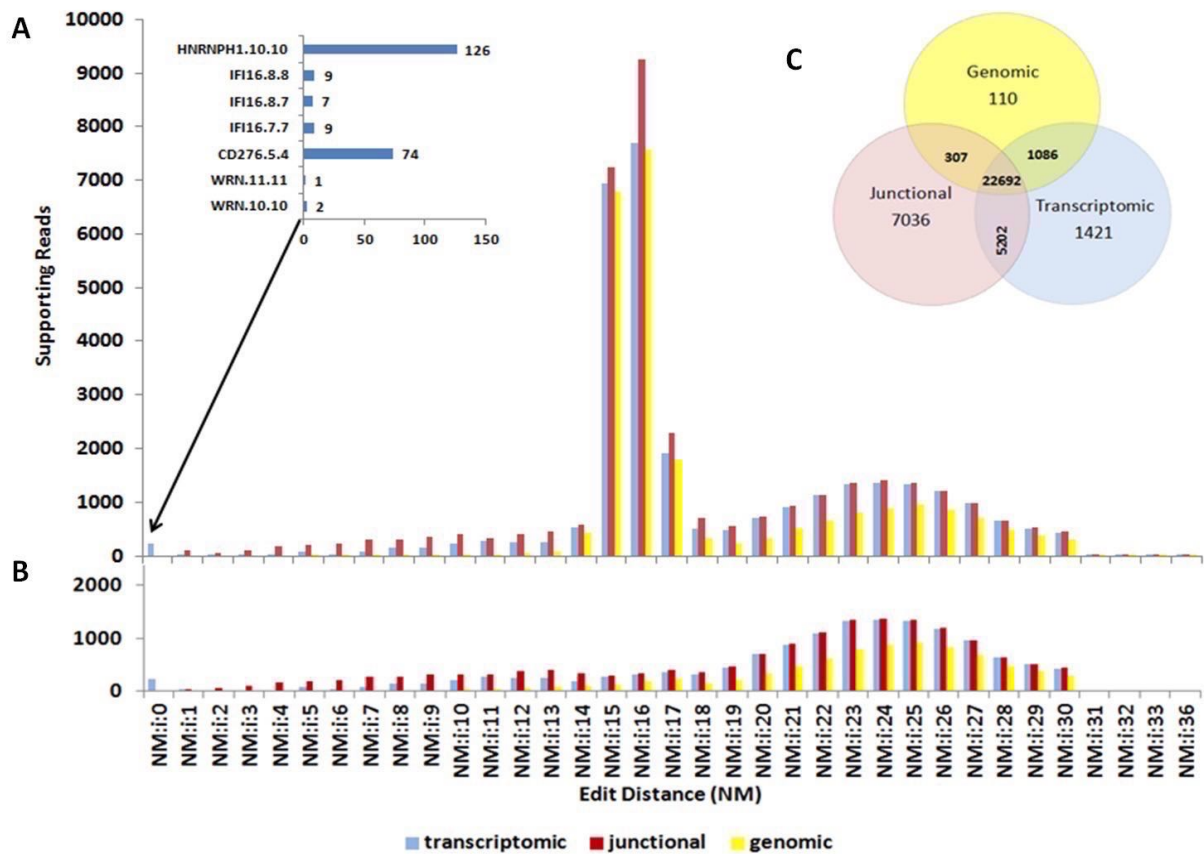 A
10000
9000
8000
7000
6000
5000
4000
3000
2000
1000
0
Supporting Reads
HNRNPH1.10.10 126
IFI16.8.8 9
IFI16.8.7 7
IFI16.7.7 9
CD276.5.4 74
WRN.11.11 1
WRN.10.10 2
0 50 100 150
C
Genomic
110
307
1086
22692
Junctional
7036
Transcriptomic
1421
5202
B
2000
1000
0
NM:i:0
NM:i:1
NM:i:2
NM:i:3
NM:i:4
NM:i:5
NM:i:6
NM:i:7
NM:i:8
NM:i:9
NM:i:10
NM:i:11
NM:i:12
NM:i:13
NM:i:14
NM:i:15
NM:i:16
NM:i:17
NM:i:18
NM:i:19
NM:i:20
NM:i:21
NM:i:22
NM:i:23
NM:i:24
NM:i:25
NM:i:26
NM:i:27
NM:i:28
NM:i:29
NM:i:30
NM:i:31
NM:i:32
NM:i:33
NM:i:36
Edit Distance (NM)
transcriptomic junctional genomic